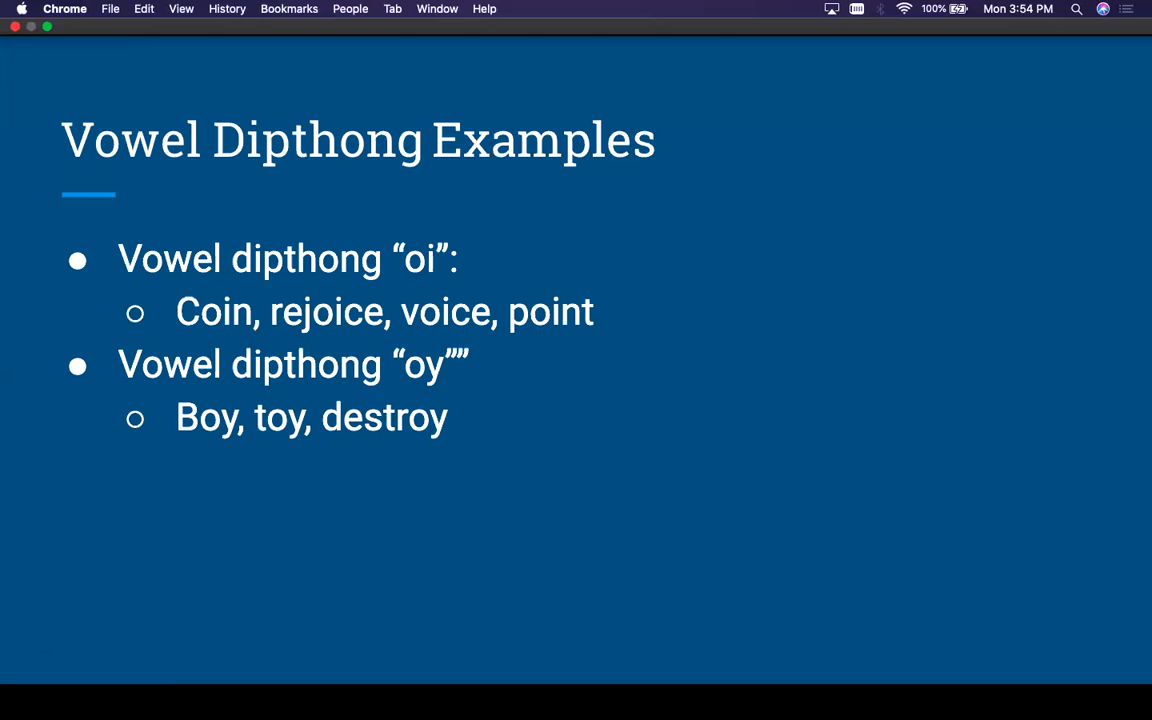 Chrome File Edit View History Bookmarks People Tab Window Help 100% Mon 3:54 PM
Vowel Dipthong Examples
● Vowel dipthong “oi”:
○ Coin, rejoice, voice, point
● Vowel dipthong “oy””
○ Boy, toy, destroy